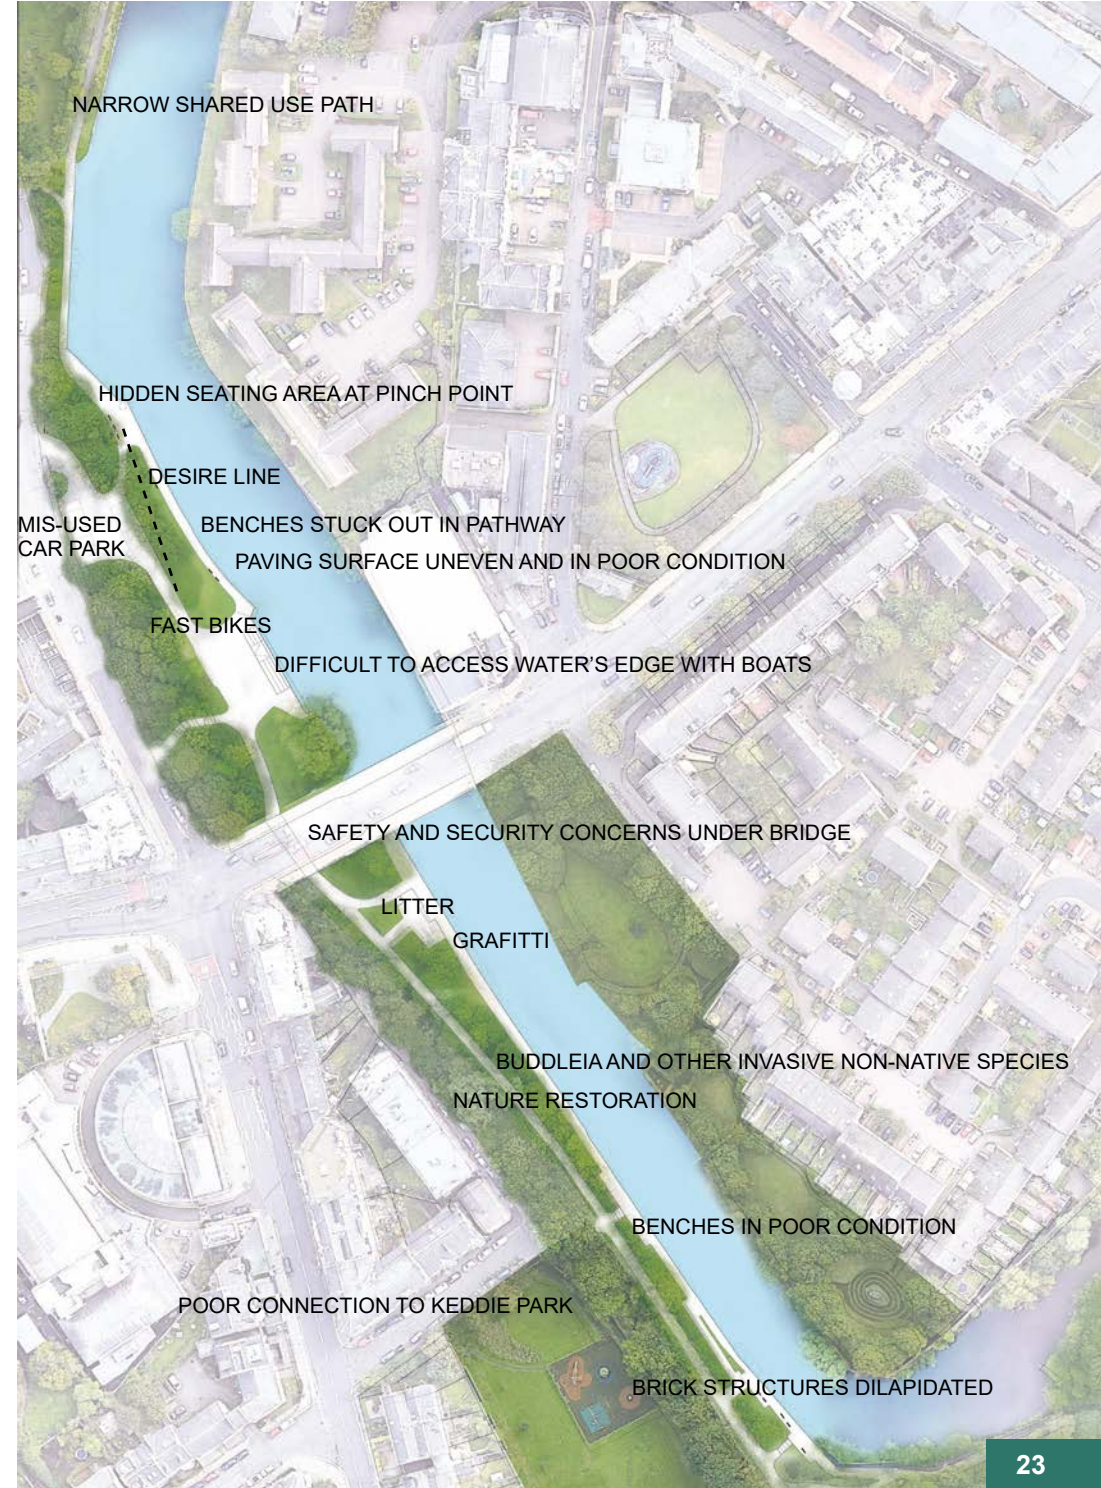 NARROW SHARED USE PATH
HIDDEN SEATING AREA AT PINCH POINT
DESIRE LINE
MIS-USED
CAR PARK
BENCHES STUCK OUT IN PATHWAY
PAVING SURFACE UNEVEN AND IN POOR CONDITION
FAST BIKES
DIFFICULT TO ACCESS WATER'S EDGE WITH BOATS
SAFETY AND SECURITY CONCERNS UNDER BRIDGE
LITTER
GRAFITTI
BUDDLEIA AND OTHER INVASIVE NON-NATIVE SPECIES
NATURE RESTORATION
BENCHES IN POOR CONDITION
POOR CONNECTION TO KEDDIE PARK
BRICK STRUCTURES DILAPIDATED
23